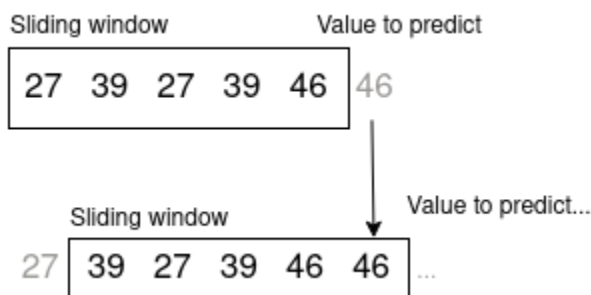 Sliding window Value to predict
27 39 27 39 46 46
Value to predict...
Sliding window
27 39 27 39 46 46 ...